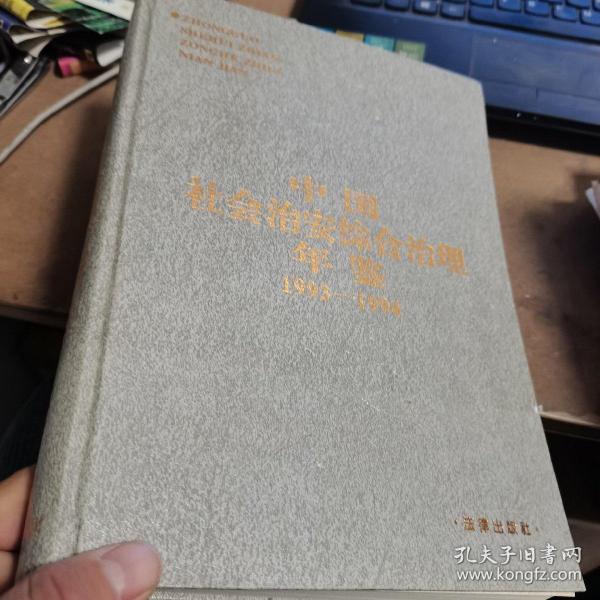 ZHONGGUO
SHEHUI ZHIAN
ZONGHE ZHILI
NIAN JIAN
中国
社会治安综合治理
年鉴
1993—1994
·法律出版社·
孔夫子旧书网
www.kongfz.com